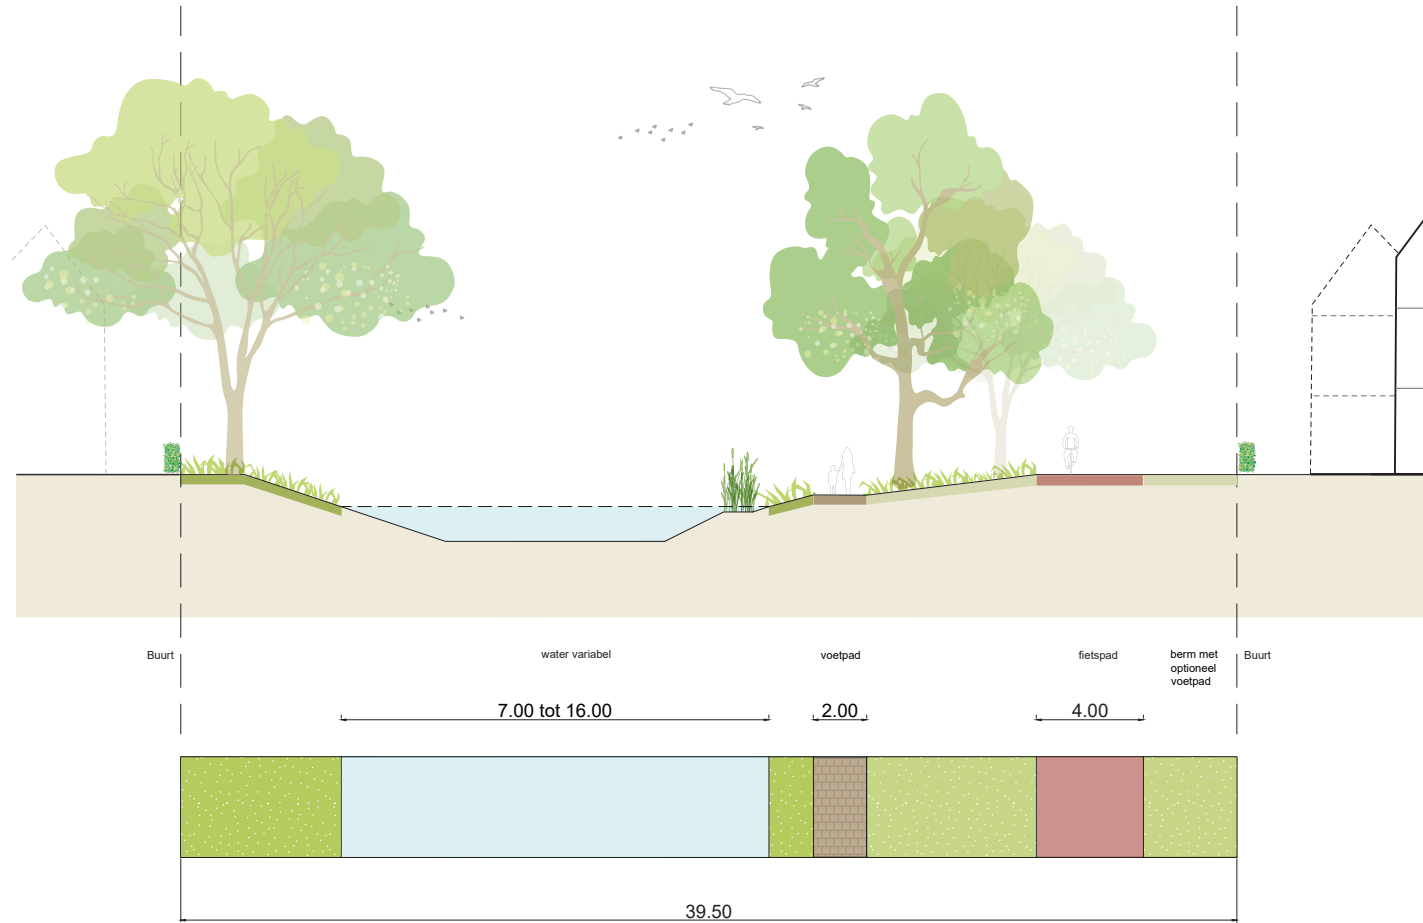 Buurt
water variabel
voetpad
fietspad
berm met
optioneel
voetpad
Buurt
7.00 tot 16.00
2.00
4.00
39.50